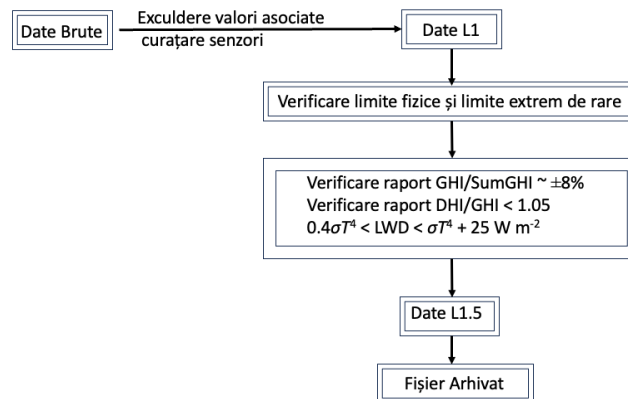 Date Brute
Exculdere valori asociate
curațare senzori
Date L1
Verificare limite fizice și limite extrem de rare
Verificare raport GHI/SumGHI ~ ±8%
Verificare raport DHI/GHI < 1.05
0.4σT⁴ < LWD < σT⁴ + 25 W m⁻²
Date L1.5
Fișier Arhivat